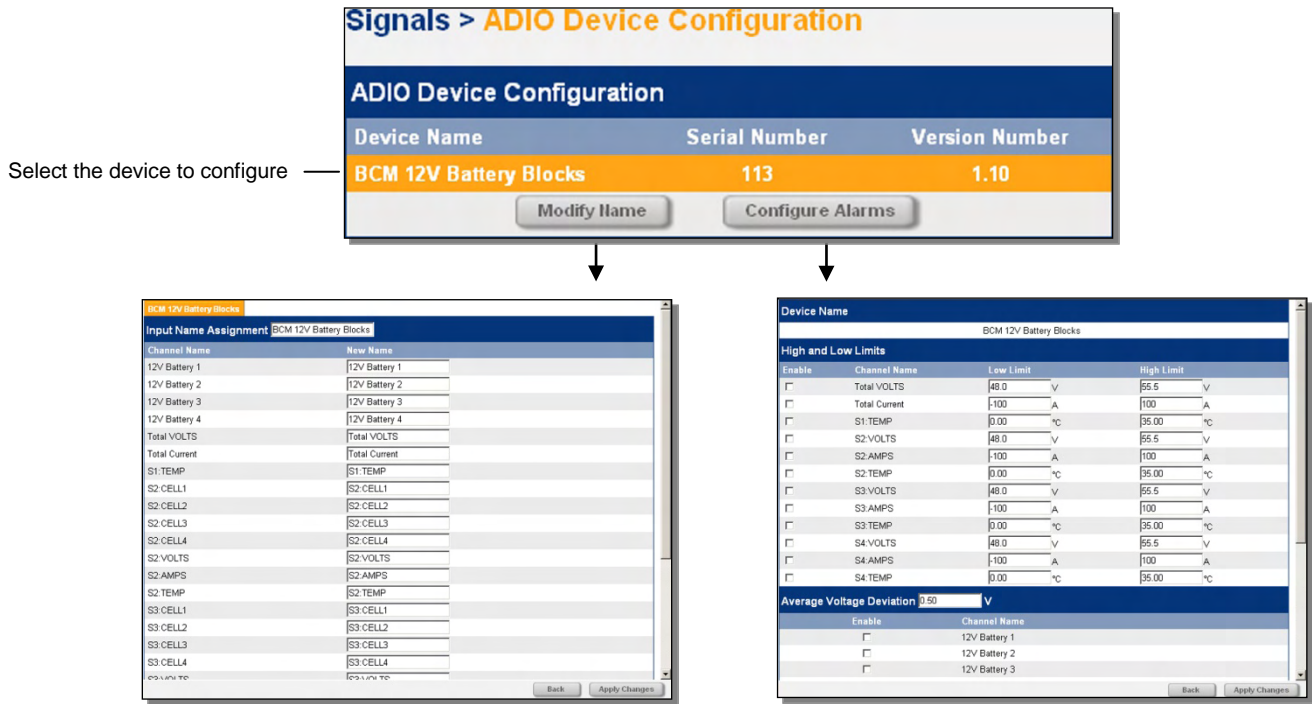 Signals > ADIO Device Configuration
ADIO Device Configuration
Device Name Serial Number Version Number
Select the device to configure
BCM 12V Battery Blocks 113 1.10
Modify Name Configure Alarms
BCM 12V Battery Blocks
Input Name Assignment BCM 12V Battery Blocks
Channel Name New Name
12V Battery 1 12V Battery 1
12V Battery 2 12V Battery 2
12V Battery 3 12V Battery 3
12V Battery 4 12V Battery 4
Total VOLTS Total VOLTS
Total Current Total Current
S1:TEMP S1:TEMP
S2:CELL1 S2:CELL1
S2:CELL2 S2:CELL2
S2:CELL3 S2:CELL3
S2:CELL4 S2:CELL4
S2:VOLTS S2:VOLTS
S2:AMPS S2:AMPS
S2:TEMP S2:TEMP
S3:CELL1 S3:CELL1
S3:CELL2 S3:CELL2
S3:CELL3 S3:CELL3
S3:CELL4 S3:CELL4
S3:VOLTS S3:VOLTS
Back Apply Changes
Device Name
BCM 12V Battery Blocks
High and Low Limits
Enable Channel Name Low Limit High Limit
Total VOLTS 48.0 V 55.5 V
Total Current -100 A 100 A
S1:TEMP 0.00 °C 35.00 °C
S2:VOLTS 48.0 V 55.5 V
S2:AMPS -100 A 100 A
S2:TEMP 0.00 °C 35.00 °C
S3:VOLTS 48.0 V 55.5 V
S3:AMPS -100 A 100 A
S3:TEMP 0.00 °C 35.00 °C
S4:VOLTS 48.0 V 55.5 V
S4:AMPS -100 A 100 A
S4:TEMP 0.00 °C 35.00 °C
Average Voltage Deviation 0.50 V
Enable Channel Name
12V Battery 1
12V Battery 2
12V Battery 3
Back Apply Changes